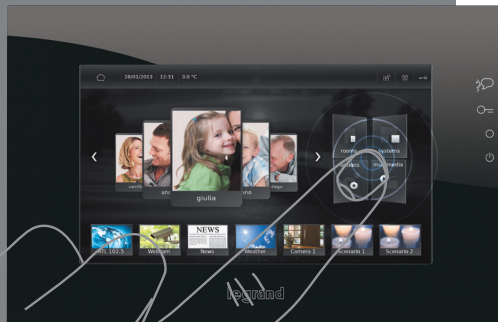 28/01/2013 12:31 0.0 °C
rooms systems
options multimedia
giulia
NEWS
RTL 102.5 Webcam News Weather Camera 1 Scenario 1 Scenario 2
legrand